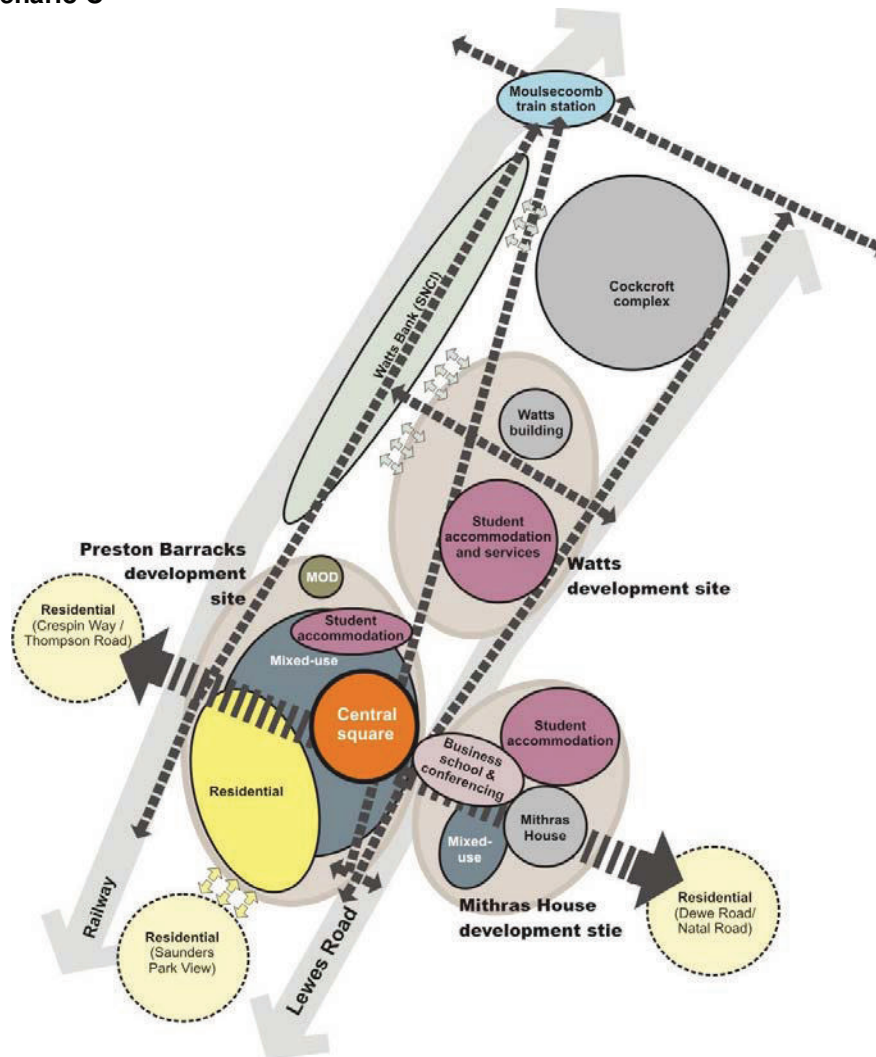 Moulsecoomb
train station
Cockcroft
complex
Watts Bank (SNCI)
Watts
building
Student
accommodation
and services
Preston Barracks
development
site
Watts
development site
MOD
Residential
(Crespin Way /
Thompson Road)
Student
accommodation
Mixed-use
Central
square
Student
accommodation
Business
school &
conferencing
Residential
Mithras
House
Mixed-
use
Railway
Mithras House
development stie
Residential
(Dewe Road/
Natal Road)
Residential
(Saunders
Park View)
Lewes Road